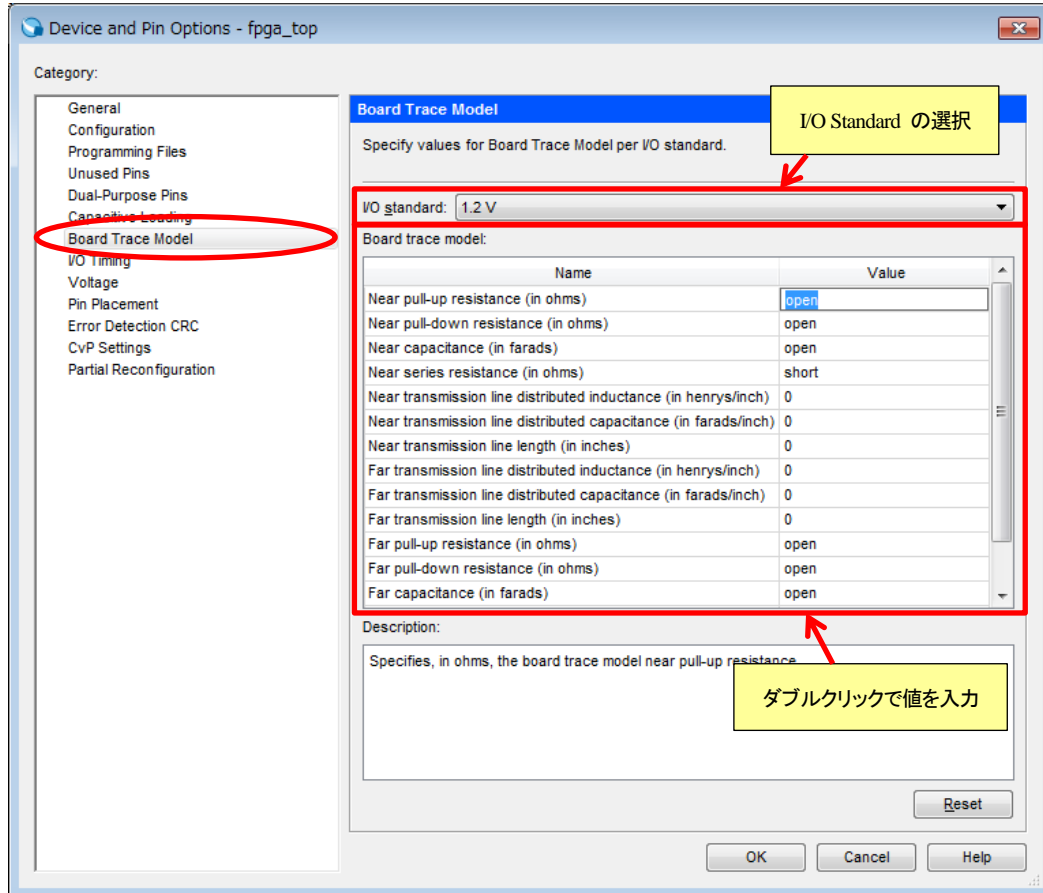 Device and Pin Options - fpga_top
Category:
General
Configuration
Programming Files
Unused Pins
Dual-Purpose Pins
Capacitive Loading
Board Trace Model
I/O Timing
Voltage
Pin Placement
Error Detection CRC
CvP Settings
Partial Reconfiguration
Board Trace Model
I/O Standard の選択
Specify values for Board Trace Model per I/O standard.
I/O standard: 1.2 V
Board trace model:
Name Value
Near pull-up resistance (in ohms) open
Near pull-down resistance (in ohms) open
Near capacitance (in farads) open
Near series resistance (in ohms) short
Near transmission line distributed inductance (in henrys/inch) 0
Near transmission line distributed capacitance (in farads/inch) 0
Near transmission line length (in inches) 0
Far transmission line distributed inductance (in henrys/inch) 0
Far transmission line distributed capacitance (in farads/inch) 0
Far transmission line length (in inches) 0
Far pull-up resistance (in ohms) open
Far pull-down resistance (in ohms) open
Far capacitance (in farads) open
Description:
Specifies, in ohms, the board trace model near pull-up resistance
ダブルクリックで値を入力
Reset
OK Cancel Help